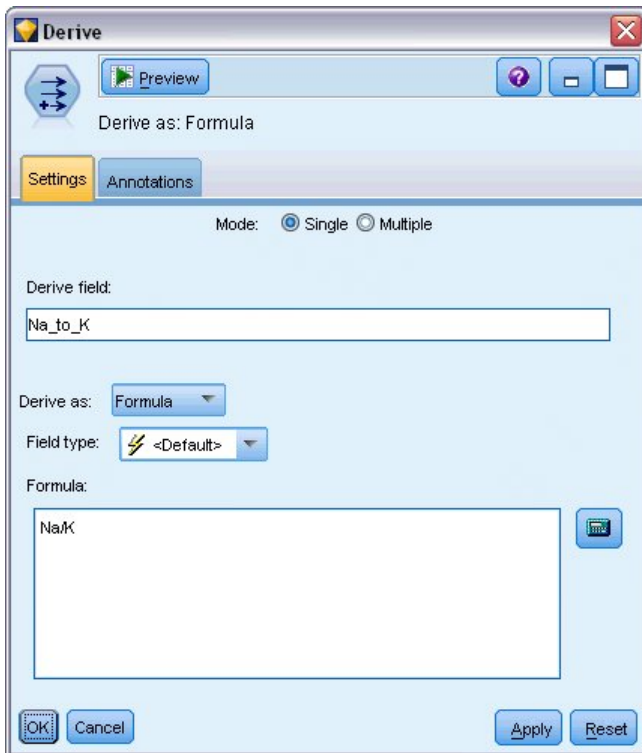 Derive
Preview
Derive as: Formula
Settings Annotations
Mode: Single Multiple
Derive field:
Na_to_K
Derive as: Formula
Field type: <Default>
Formula:
Na/K
OK Cancel Apply Reset